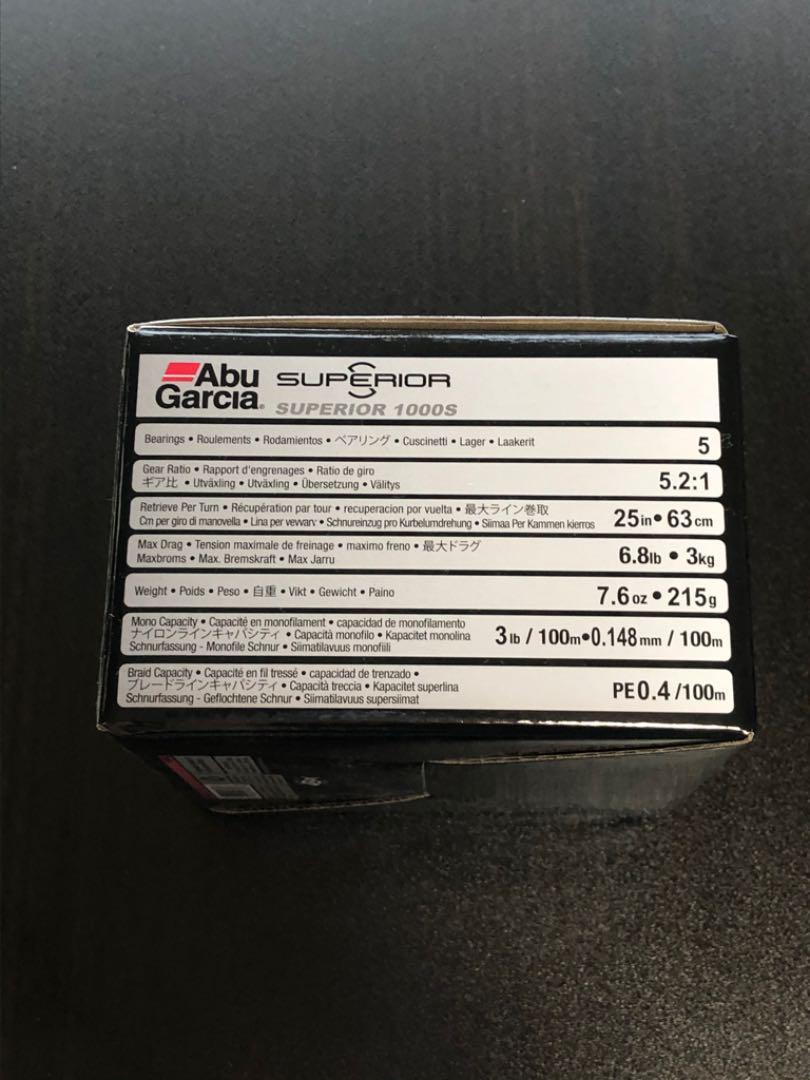 Abu
Garcia
SUPERIOR
SUPERIOR 1000S
Bearings • Roulements • Rodamientos • ベアリング • Cuscinetti • Lager • Laakerit
5
Gear Ratio • Rapport d'engrenages • Ratio de giro
ギア比 • Utväxling • Utväxling • Übersetzung • Välitys
5.2:1
Retrieve Per Turn • Récupération par tour • recuperacion por vuelta • 最大ライン巻取
Cm per giro di manovella • Lina per vevvarv • Schnureinzug pro Kurbelumdrehung • Siimaa Per Kammen kierros
25in • 63cm
Max Drag • Tension maximale de freinage • maximo freno • 最大ドラグ
Maxbroms • Max. Bremskraft • Max Jarru
6.8lb • 3kg
Weight • Poids • Peso • 自重 • Vikt • Gewicht • Paino
7.6oz • 215g
Mono Capacity • Capacité en monofilament • capacidad de monofilamento
ナイロンラインキャパシティ • Capacità monofilo • Kapacitet monolina
Schnurfassung - Monofile Schnur • Siimatilavuus monofiili
3lb / 100m•0.148mm / 100m
Braid Capacity • Capacité en fil tressé • capacidad de trenzado •
ブレードラインキャパシティ • Capacità treccia • Kapacitet superlina
Schnurfassung - Geflochtene Schnur • Siimatilavuus supersiimat
PE0.4/100m